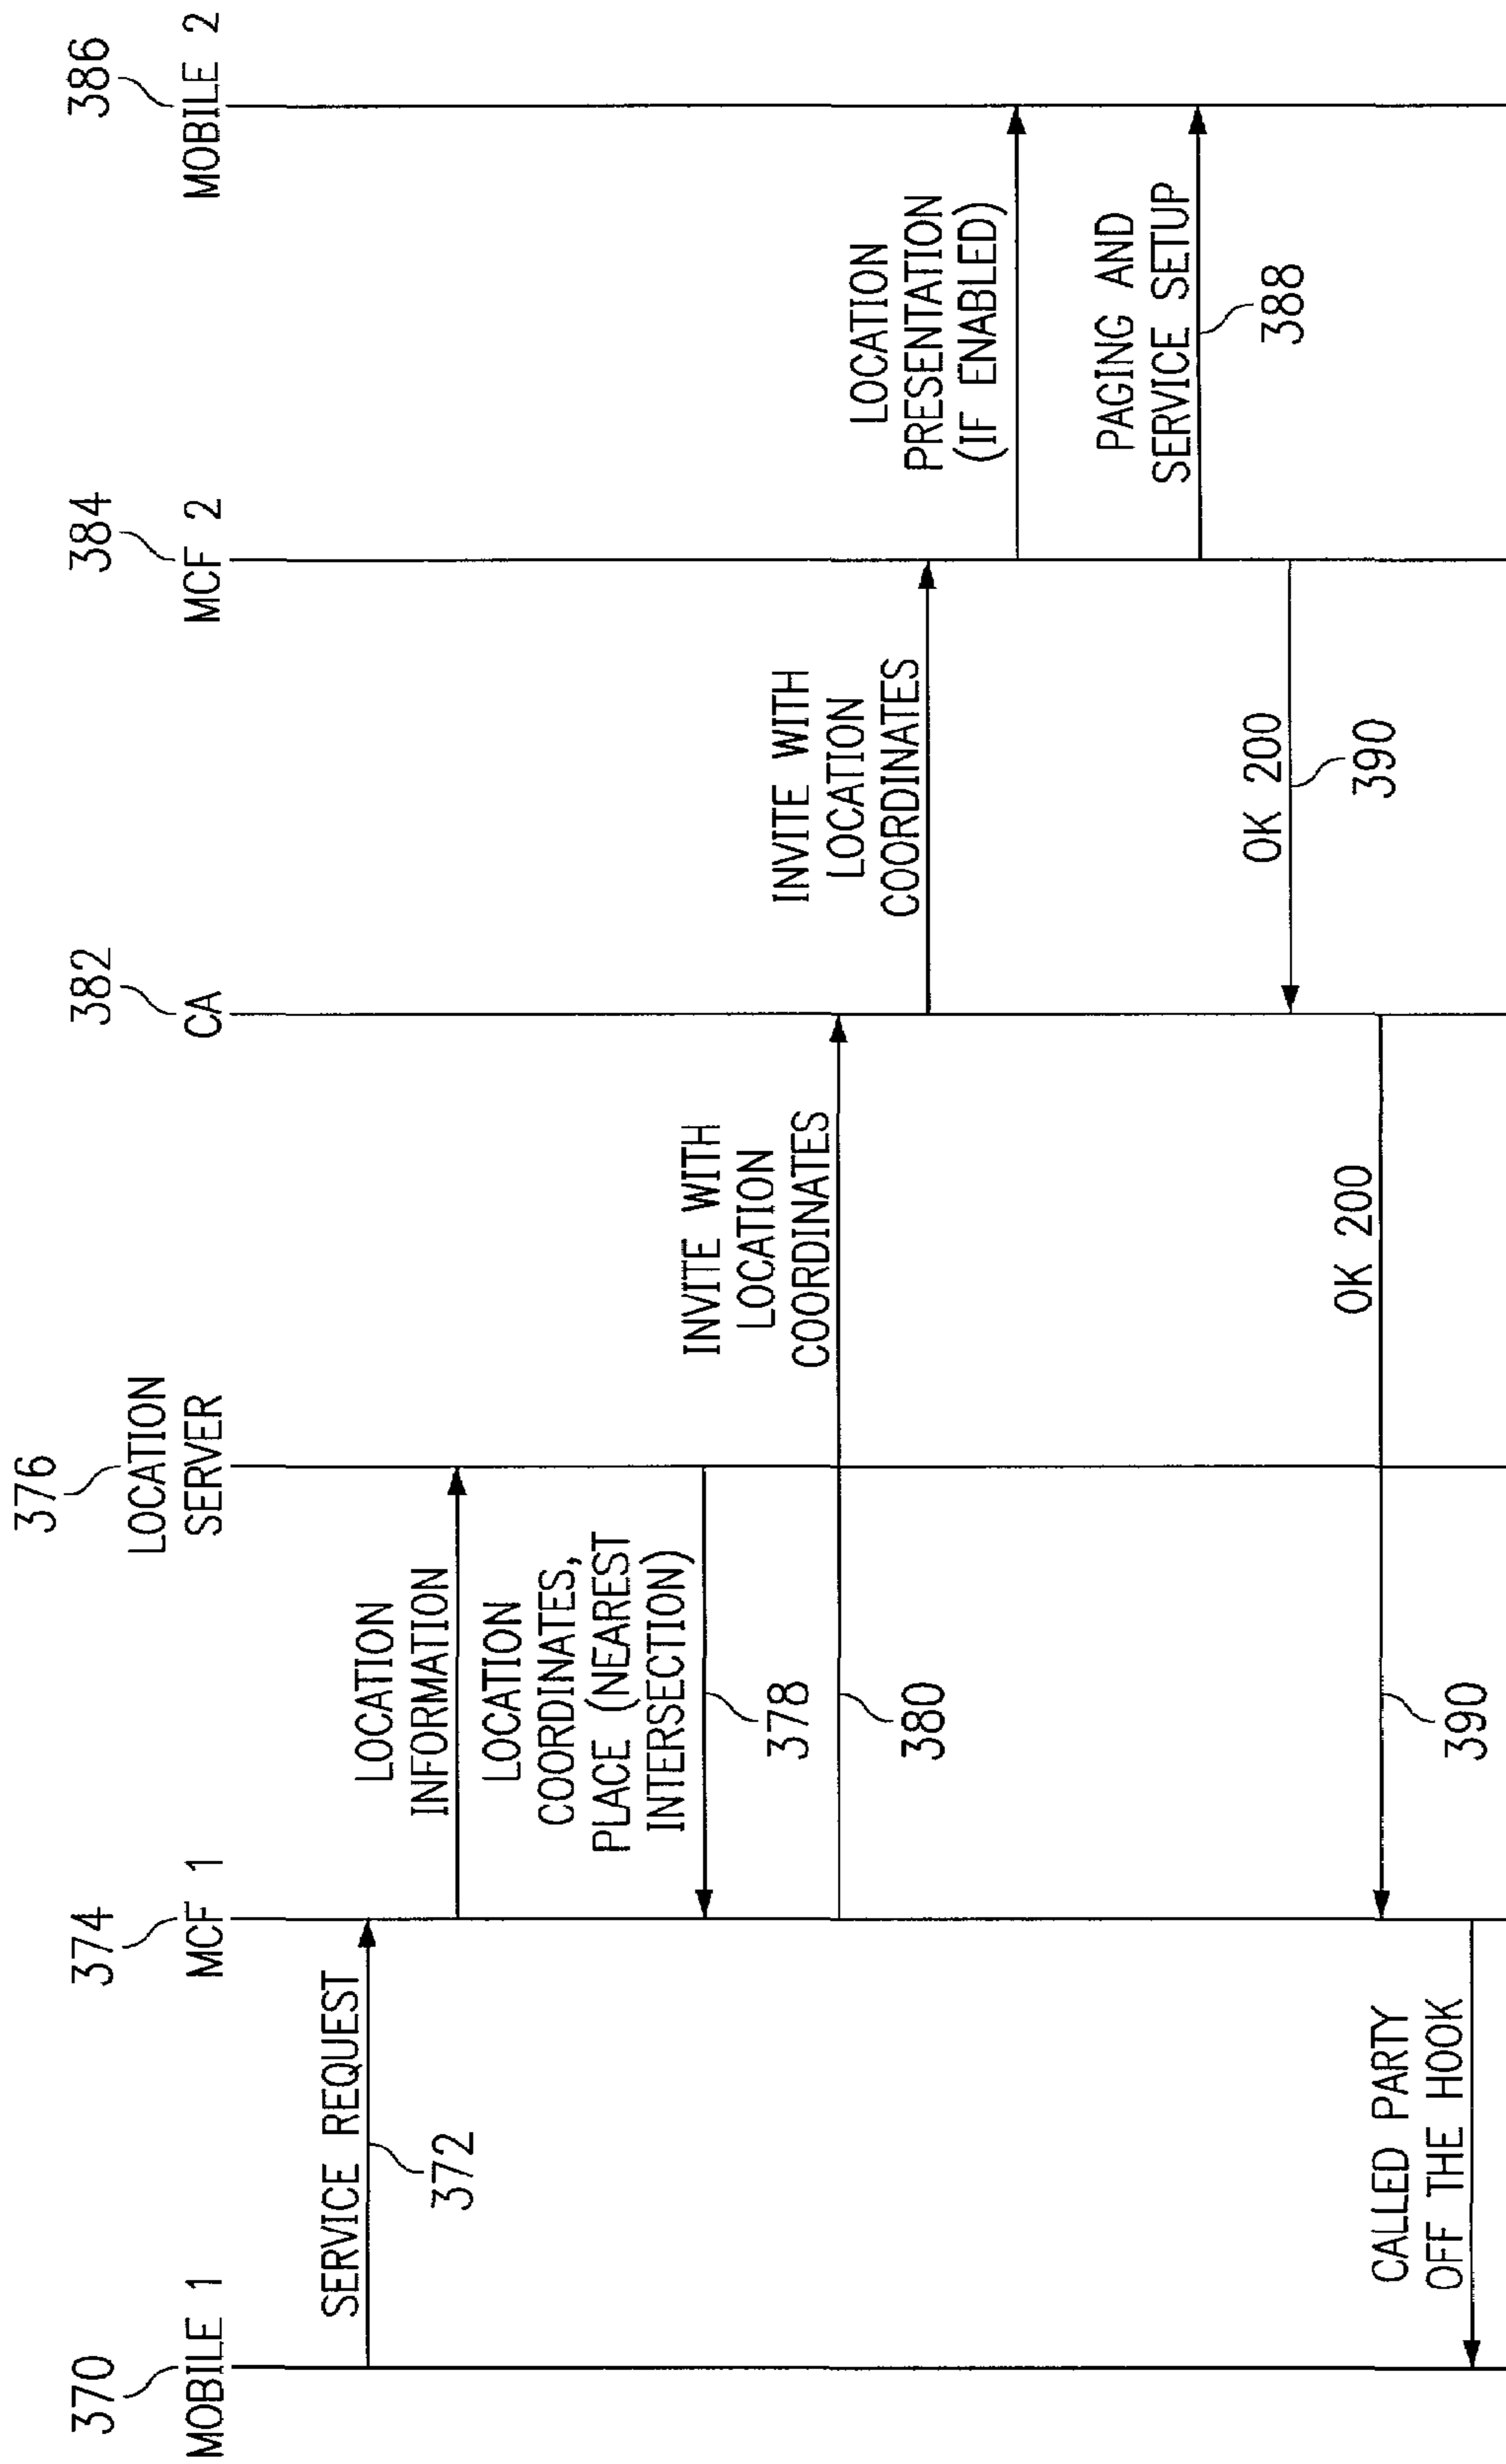 370
MOBILE 1
374
MCF 1
376
LOCATION
SERVER
382
CA
384
MCF 2
386
MOBILE 2
SERVICE REQUEST
372
LOCATION
INFORMATION
LOCATION
COORDINATES,
PLACE (NEAREST
INTERSECTION)
378
INVITE WITH
LOCATION
COORDINATES
380
INVITE WITH
LOCATION
COORDINATES
LOCATION
PRESENTATION
(IF ENABLED)
PAGING AND
SERVICE SETUP
388
OK 200
390
OK 200
390
CALLED PARTY
OFF THE HOOK